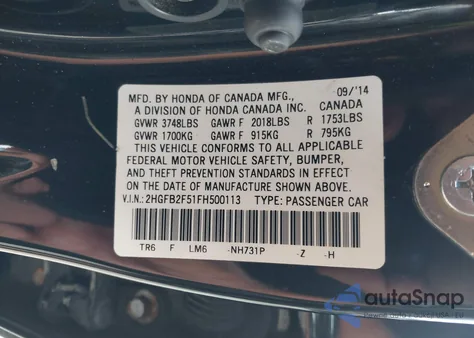 MFD. BY HONDA OF CANADA MFG., 09/'14
A DIVISION OF HONDA CANADA INC. CANADA
GVWR 3748LBS GAWR F 2018LBS R 1753LBS
GVWR 1700KG GAWR F 915KG R 795KG
THIS VEHICLE CONFORMS TO ALL APPLICABLE
FEDERAL MOTOR VEHICLE SAFETY, BUMPER,
AND THEFT PREVENTION STANDARDS IN EFFECT
ON THE DATE OF MANUFACTURE SHOWN ABOVE.
V.I.N.: 2HGFB2F51FH500113 TYPE: PASSENGER CAR
TR6 F LM6 -NH731P -Z -H
autoSnap